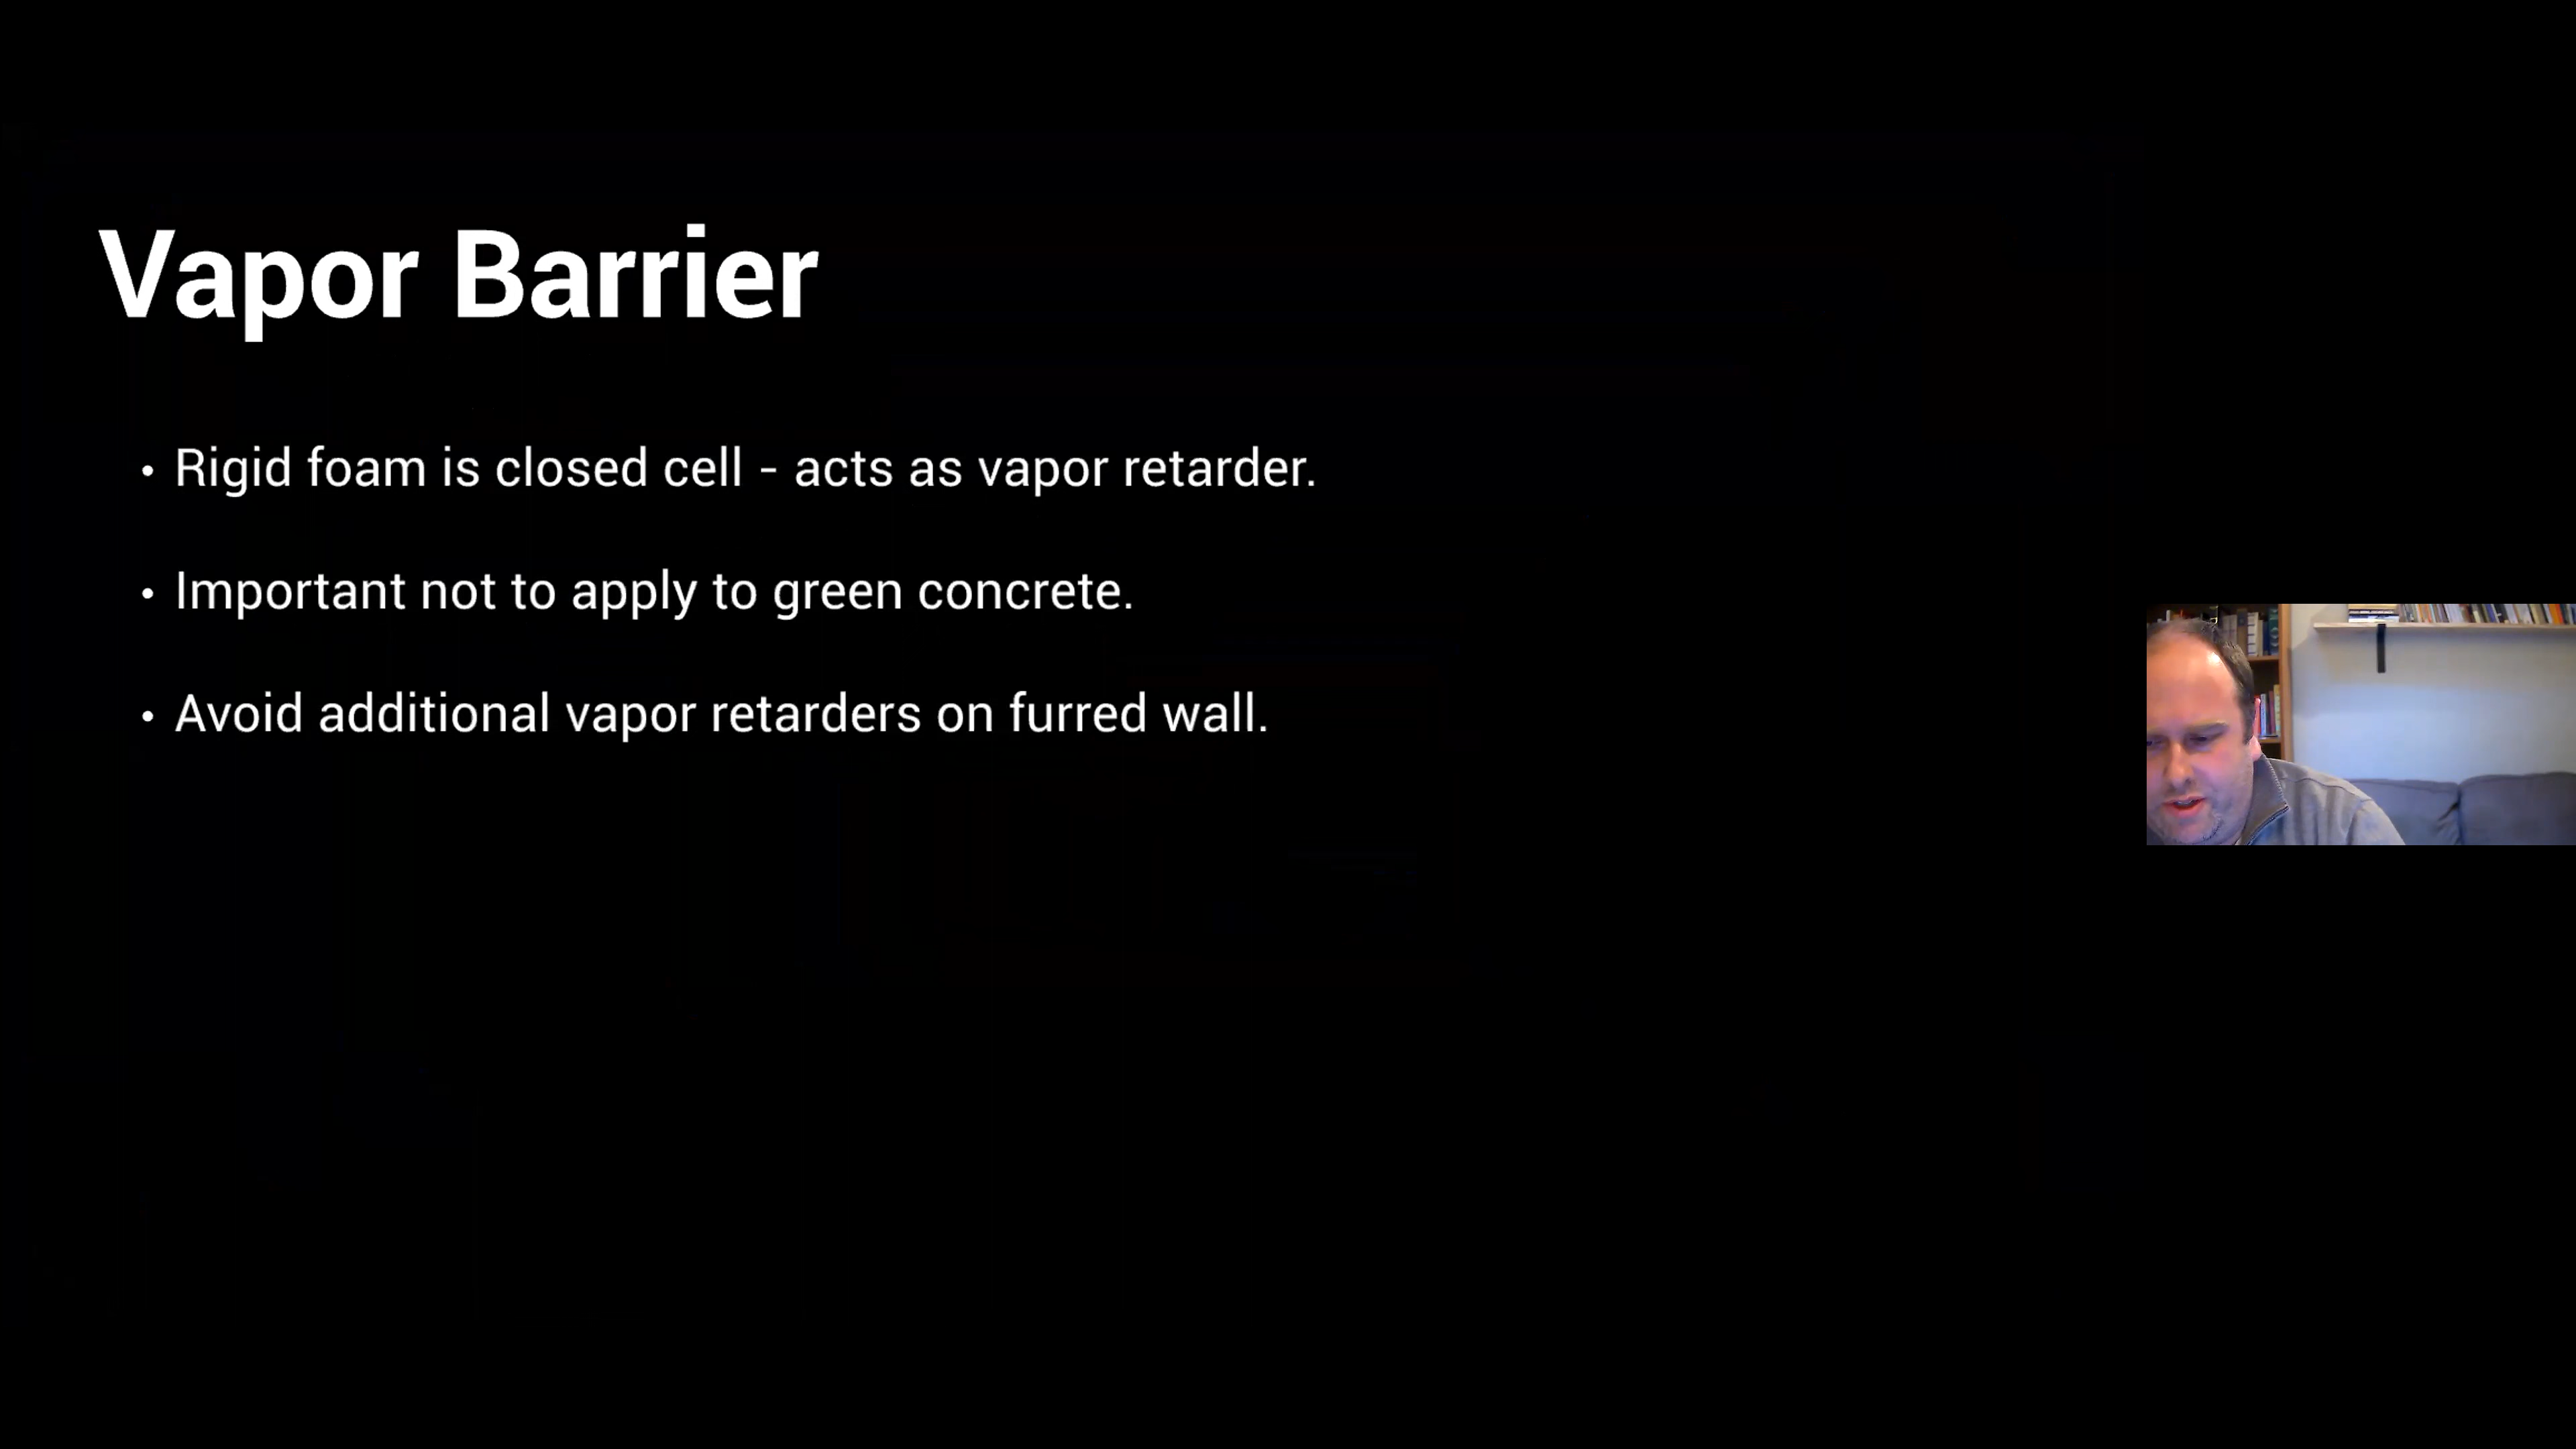 Vapor Barrier
• Rigid foam is closed cell - acts as vapor retarder.
• Important not to apply to green concrete.
• Avoid additional vapor retarders on furred wall.